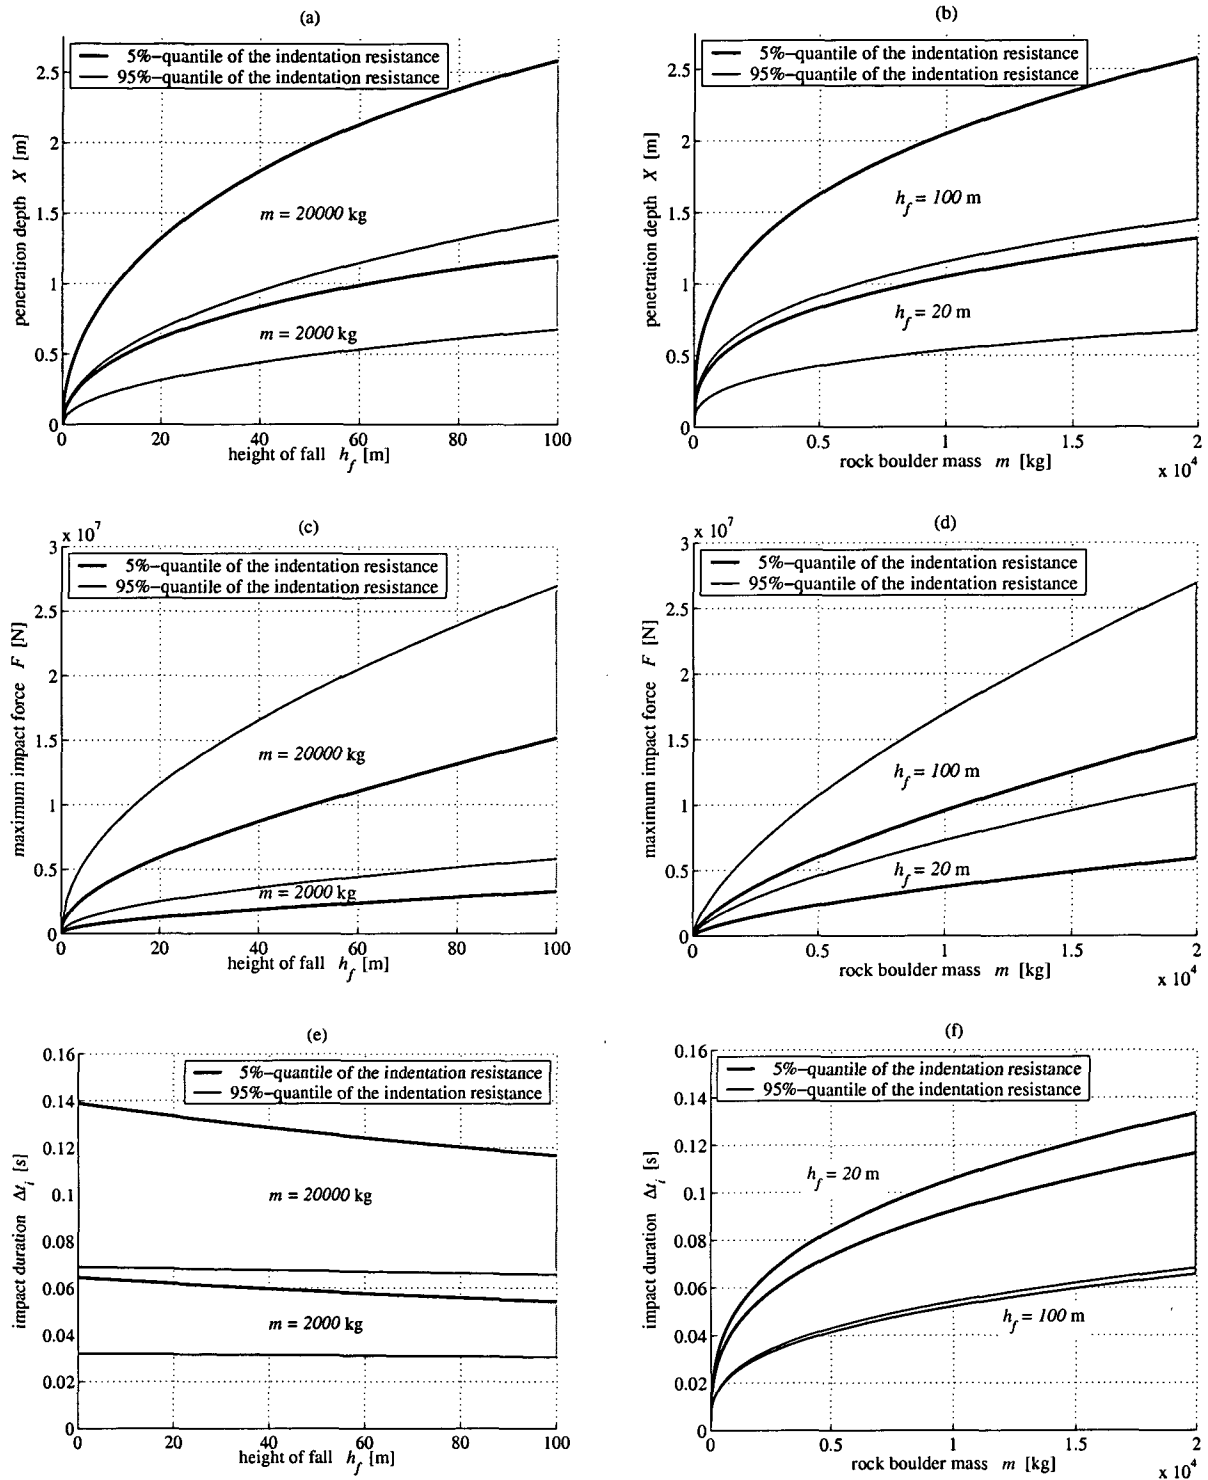 (a)
5%–quantile of the indentation resistance
95%–quantile of the indentation resistance
2.5
2
1.5
1
0.5
0
penetration depth X [m]
m = 20000 kg
m = 2000 kg
0 20 40 60 80 100
height of fall h_f [m]
(b)
5%–quantile of the indentation resistance
95%–quantile of the indentation resistance
2.5
2
1.5
1
0.5
0
penetration depth X [m]
h_f = 100 m
h_f = 20 m
0 0.5 1 1.5 2
rock boulder mass m [kg]
x 10^4
(c)
x 10^7
5%–quantile of the indentation resistance
95%–quantile of the indentation resistance
3
2.5
2
1.5
1
0.5
0
maximum impact force F [N]
m = 20000 kg
m = 2000 kg
0 20 40 60 80 100
height of fall h_f [m]
(d)
x 10^7
5%–quantile of the indentation resistance
95%–quantile of the indentation resistance
3
2.5
2
1.5
1
0.5
0
maximum impact force F [N]
h_f = 100 m
h_f = 20 m
0 0.5 1 1.5 2
rock boulder mass m [kg]
x 10^4
(e)
5%–quantile of the indentation resistance
95%–quantile of the indentation resistance
0.16
0.14
0.12
0.1
0.08
0.06
0.04
0.02
0
impact duration Δt_i [s]
m = 20000 kg
m = 2000 kg
0 20 40 60 80 100
height of fall h_f [m]
(f)
5%–quantile of the indentation resistance
95%–quantile of the indentation resistance
0.16
0.14
0.12
0.1
0.08
0.06
0.04
0.02
0
impact duration Δt_i [s]
h_f = 20 m
h_f = 100 m
0 0.5 1 1.5 2
rock boulder mass m [kg]
x 10^4